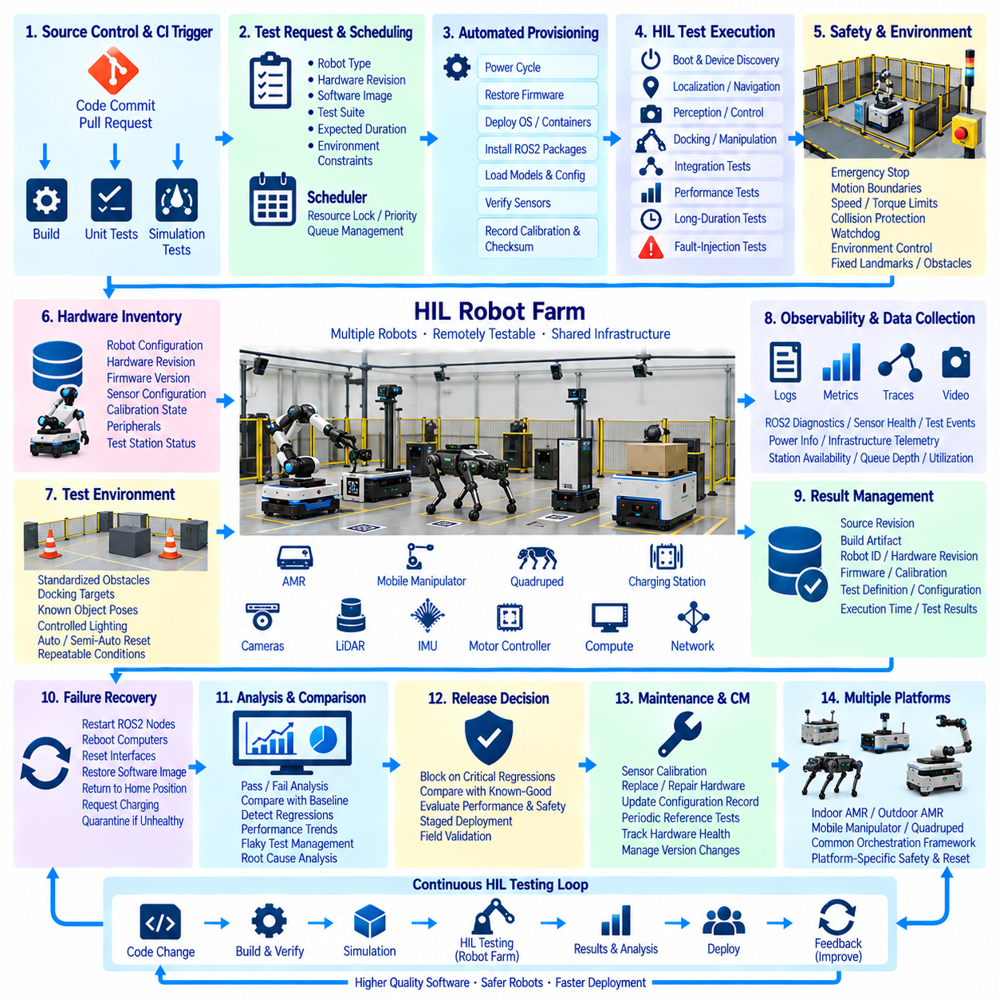 1. Source Control & CI Trigger
Code Commit
Pull Request
Build
Unit Tests
Simulation
Tests
2. Test Request & Scheduling
• Robot Type
• Hardware Revision
• Software Image
• Test Suite
• Expected Duration
• Environment
Constraints
Scheduler
Resource Lock / Priority
Queue Management
3. Automated Provisioning
Power Cycle
Restore Firmware
Deploy OS / Containers
Install ROS2 Packages
Load Models & Config
Verify Sensors
Record Calibration &
Checksum
4. HIL Test Execution
Boot & Device Discovery
Localization / Navigation
Perception / Control
Docking / Manipulation
Integration Tests
Performance Tests
Long-Duration Tests
Fault-Injection Tests
5. Safety & Environment
Emergency Stop
Motion Boundaries
Speed / Torque Limits
Collision Protection
Watchdog
Environment Control
Fixed Landmarks / Obstacles
6. Hardware Inventory
Robot Configuration
Hardware Revision
Firmware Version
Sensor Configuration
Calibration State
Peripherals
Test Station Status
7. Test Environment
Standardized Obstacles
Docking Targets
Known Object Poses
Controlled Lighting
Auto / Semi-Auto Reset
Repeatable Conditions
HIL Robot Farm
Multiple Robots · Remotely Testable · Shared Infrastructure
AMR
Mobile Manipulator
Quadruped
Charging Station
Cameras
LiDAR
IMU
Motor Controller
Compute
Network
8. Observability & Data Collection
Logs
Metrics
Traces
Video
ROS2 Diagnostics / Sensor Health / Test Events
Power Info / Infrastructure Telemetry
Station Availability / Queue Depth / Utilization
9. Result Management
Source Revision
Build Artifact
Robot ID / Hardware Revision
Firmware / Calibration
Test Definition / Configuration
Execution Time / Test Results
10. Failure Recovery
Restart ROS2 Nodes
Reboot Computers
Reset Interfaces
Restore Software Image
Return to Home Position
Request Charging
Quarantine if Unhealthy
11. Analysis & Comparison
Pass / Fail Analysis
Compare with Baseline
Detect Regressions
Performance Trends
Flaky Test Management
Root Cause Analysis
12. Release Decision
Block on Critical Regressions
Compare with Known-Good
Evaluate Performance & Safety
Staged Deployment
Field Validation
13. Maintenance & CM
Sensor Calibration
Replace / Repair Hardware
Update Configuration Record
Periodic Reference Tests
Track Hardware Health
Manage Version Changes
14. Multiple Platforms
Indoor AMR / Outdoor AMR
Mobile Manipulator / Quadruped
Common Orchestration Framework
Platform-Specific Safety & Reset
Continuous HIL Testing Loop
Code Change
Build & Verify
Simulation
HIL Testing
(Robot Farm)
Results & Analysis
Deploy
Feedback
(Improve)
Higher Quality Software · Safer Robots · Faster Deployment